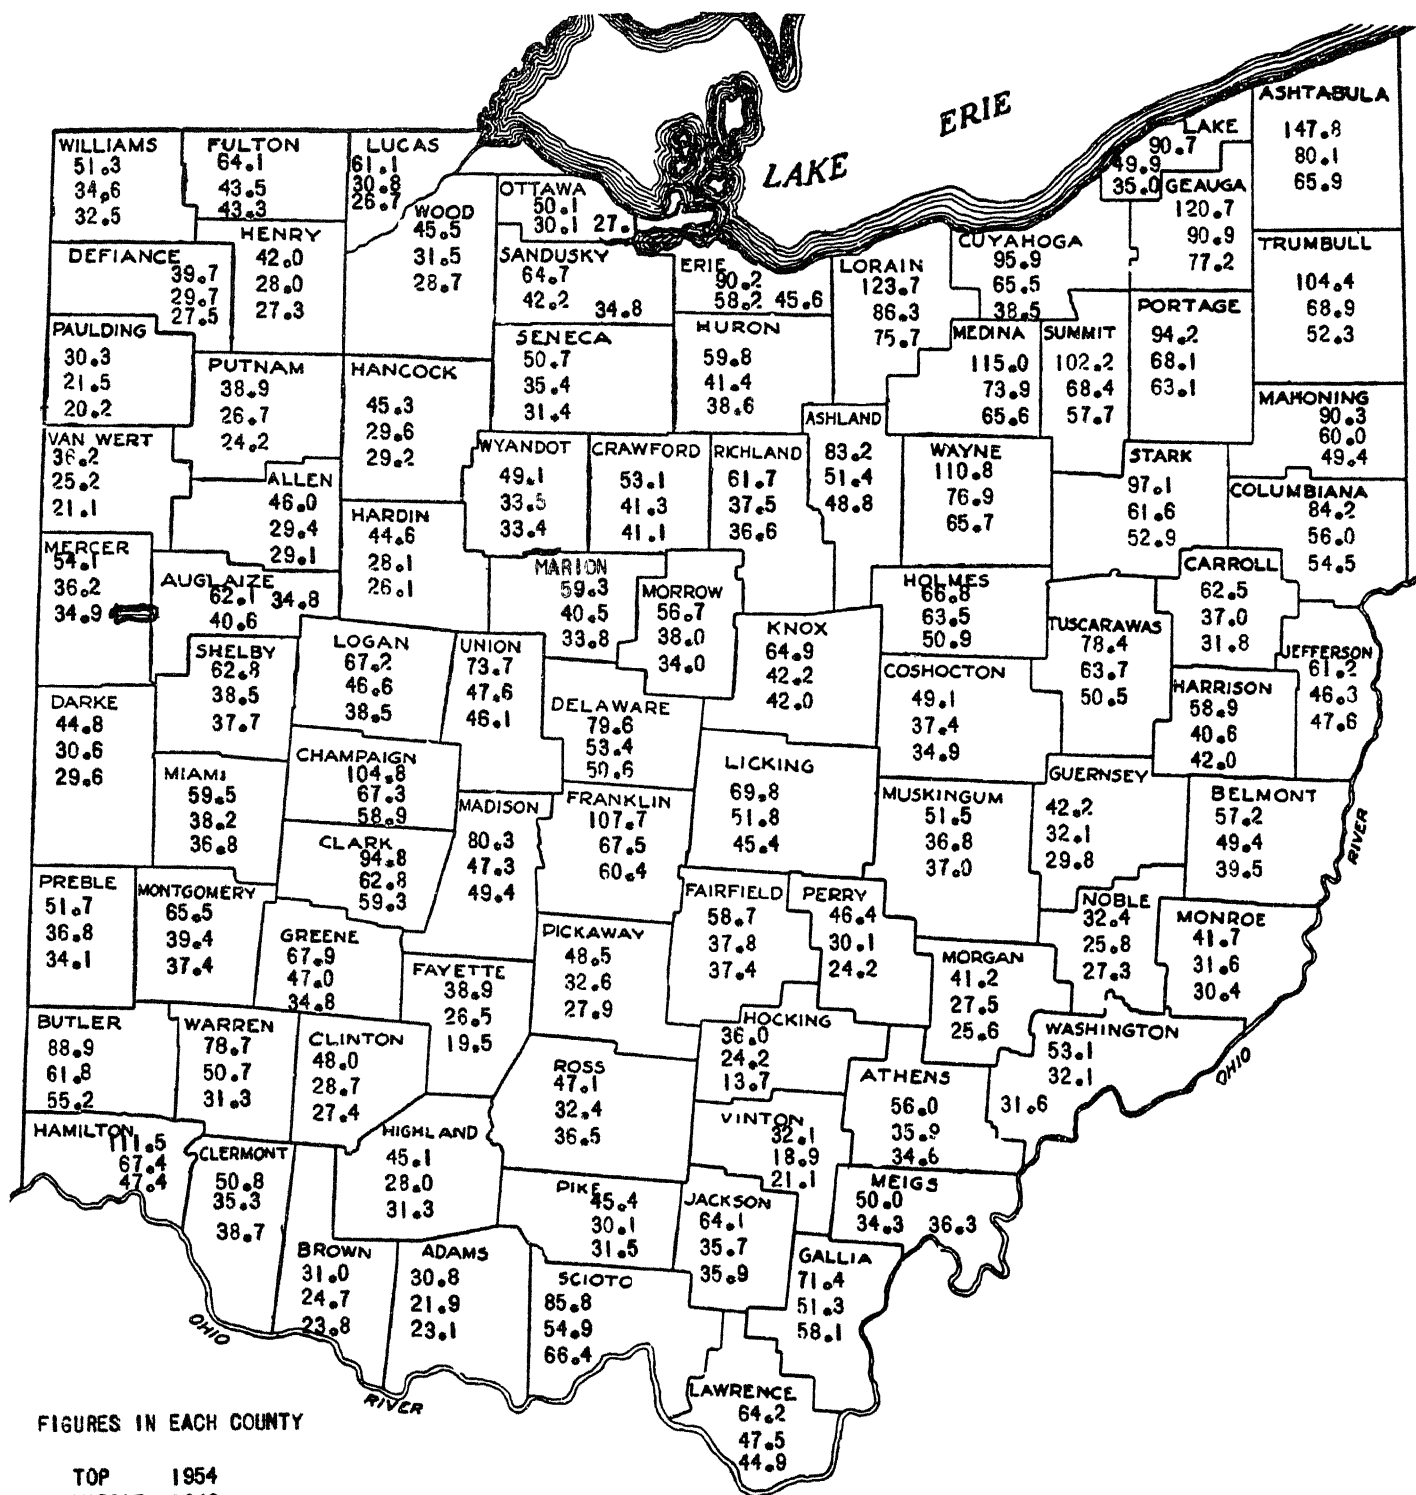 ERIE
LAKE
ASHTABULA
147.8
80.1
65.9
LAKE
90.7
49.9
35.0
GEAUGA
120.7
90.9
77.2
WILLIAMS
51.3
34.6
32.5
FULTON
64.1
43.5
43.3
LUCAS
61.1
30.8
26.7
OTTAWA
50.1
30.1 27.
WOOD
45.5
31.5
28.7
HENRY
42.0
28.0
27.3
DEFIANCE
39.7
29.7
27.5
SANDUSKY
64.7
42.2 34.8
ERIE
90.2
58.2 45.6
LORAIN
123.7
86.3
75.7
CUYAHOGA
95.9
65.5
38.5
TRUMBULL
104.4
68.9
52.3
PAULDING
30.3
21.5
20.2
PUTNAM
38.9
26.7
24.2
HANCOCK
45.3
29.6
29.2
SENECA
50.7
35.4
31.4
HURON
59.8
41.4
38.6
MEDINA
115.0
73.9
65.6
SUMMIT
102.2
68.4
57.7
PORTAGE
94.2
68.1
63.1
MAHONING
90.3
60.0
49.4
VAN WERT
36.2
25.2
21.1
ALLEN
46.0
29.4
29.1
WYANDOT
49.1
33.5
33.4
CRAWFORD
53.1
41.3
41.1
RICHLAND
61.7
37.5
36.6
ASHLAND
83.2
51.4
48.8
WAYNE
110.8
76.9
65.7
STARK
97.1
61.6
52.9
COLUMBIANA
84.2
56.0
54.5
MERCER
54.1
36.2
34.9
AUGLAIZE
62.1 34.8
40.6
HARDIN
44.6
28.1
26.1
MARION
59.3
40.5
33.8
MORROW
56.7
38.0
34.0
HOLMES
66.8
63.5
50.9
TUSCARAWAS
78.4
63.7
50.5
CARROLL
62.5
37.0
31.8
JEFFERSON
61.2
46.3
47.6
SHELBY
62.8
38.5
37.7
LOGAN
67.2
46.6
38.5
UNION
73.7
47.6
46.1
DELAWARE
79.6
53.4
50.6
KNOX
64.9
42.2
42.0
COSHOCTON
49.1
37.4
34.9
HARRISON
58.9
40.6
42.0
DARKE
44.8
30.6
29.6
MIAMI
59.5
38.2
36.8
CHAMPAIGN
104.8
67.3
58.9
CLARK
94.8
62.8
59.3
MADISON
80.3
47.3
49.4
FRANKLIN
107.7
67.5
60.4
LICKING
69.8
51.8
45.4
MUSKINGUM
51.5
36.8
37.0
GUERNSEY
42.2
32.1
29.8
BELMONT
57.2
49.4
39.5
RIVER
PREBLE
51.7
36.8
34.1
MONTGOMERY
65.5
39.4
37.4
GREENE
67.9
47.0
34.8
FAYETTE
38.9
26.5
19.5
PICKAWAY
48.5
32.6
27.9
FAIRFIELD
58.7
37.8
37.4
PERRY
46.4
30.1
24.2
MORGAN
41.2
27.5
25.6
NOBLE
32.4
25.8
27.3
MONROE
41.7
31.6
30.4
BUTLER
88.9
61.8
55.2
WARREN
78.7
50.7
31.3
CLINTON
48.0
28.7
27.4
ROSS
47.1
32.4
36.5
HOCKING
36.0
24.2
13.7
ATHENS
56.0
35.9
34.6
WASHINGTON
53.1
32.1
31.6
OHIO
HAMILTON
111.5
67.4
47.4
CLERMONT
50.8
35.3
38.7
HIGHLAND
45.1
28.0
31.3
PIKE
45.4
30.1
31.5
VINTON
32.1
18.9
21.1
JACKSON
64.1
35.7
35.9
MEIGS
50.0
34.3 36.3
BROWN
31.0
24.7
23.8
ADAMS
30.8
21.9
23.1
SCIOTO
85.8
54.9
66.4
GALLIA
71.4
51.3
58.1
LAWRENCE
64.2
47.5
44.9
OHIO
RIVER
FIGURES IN EACH COUNTY
TOP 1954